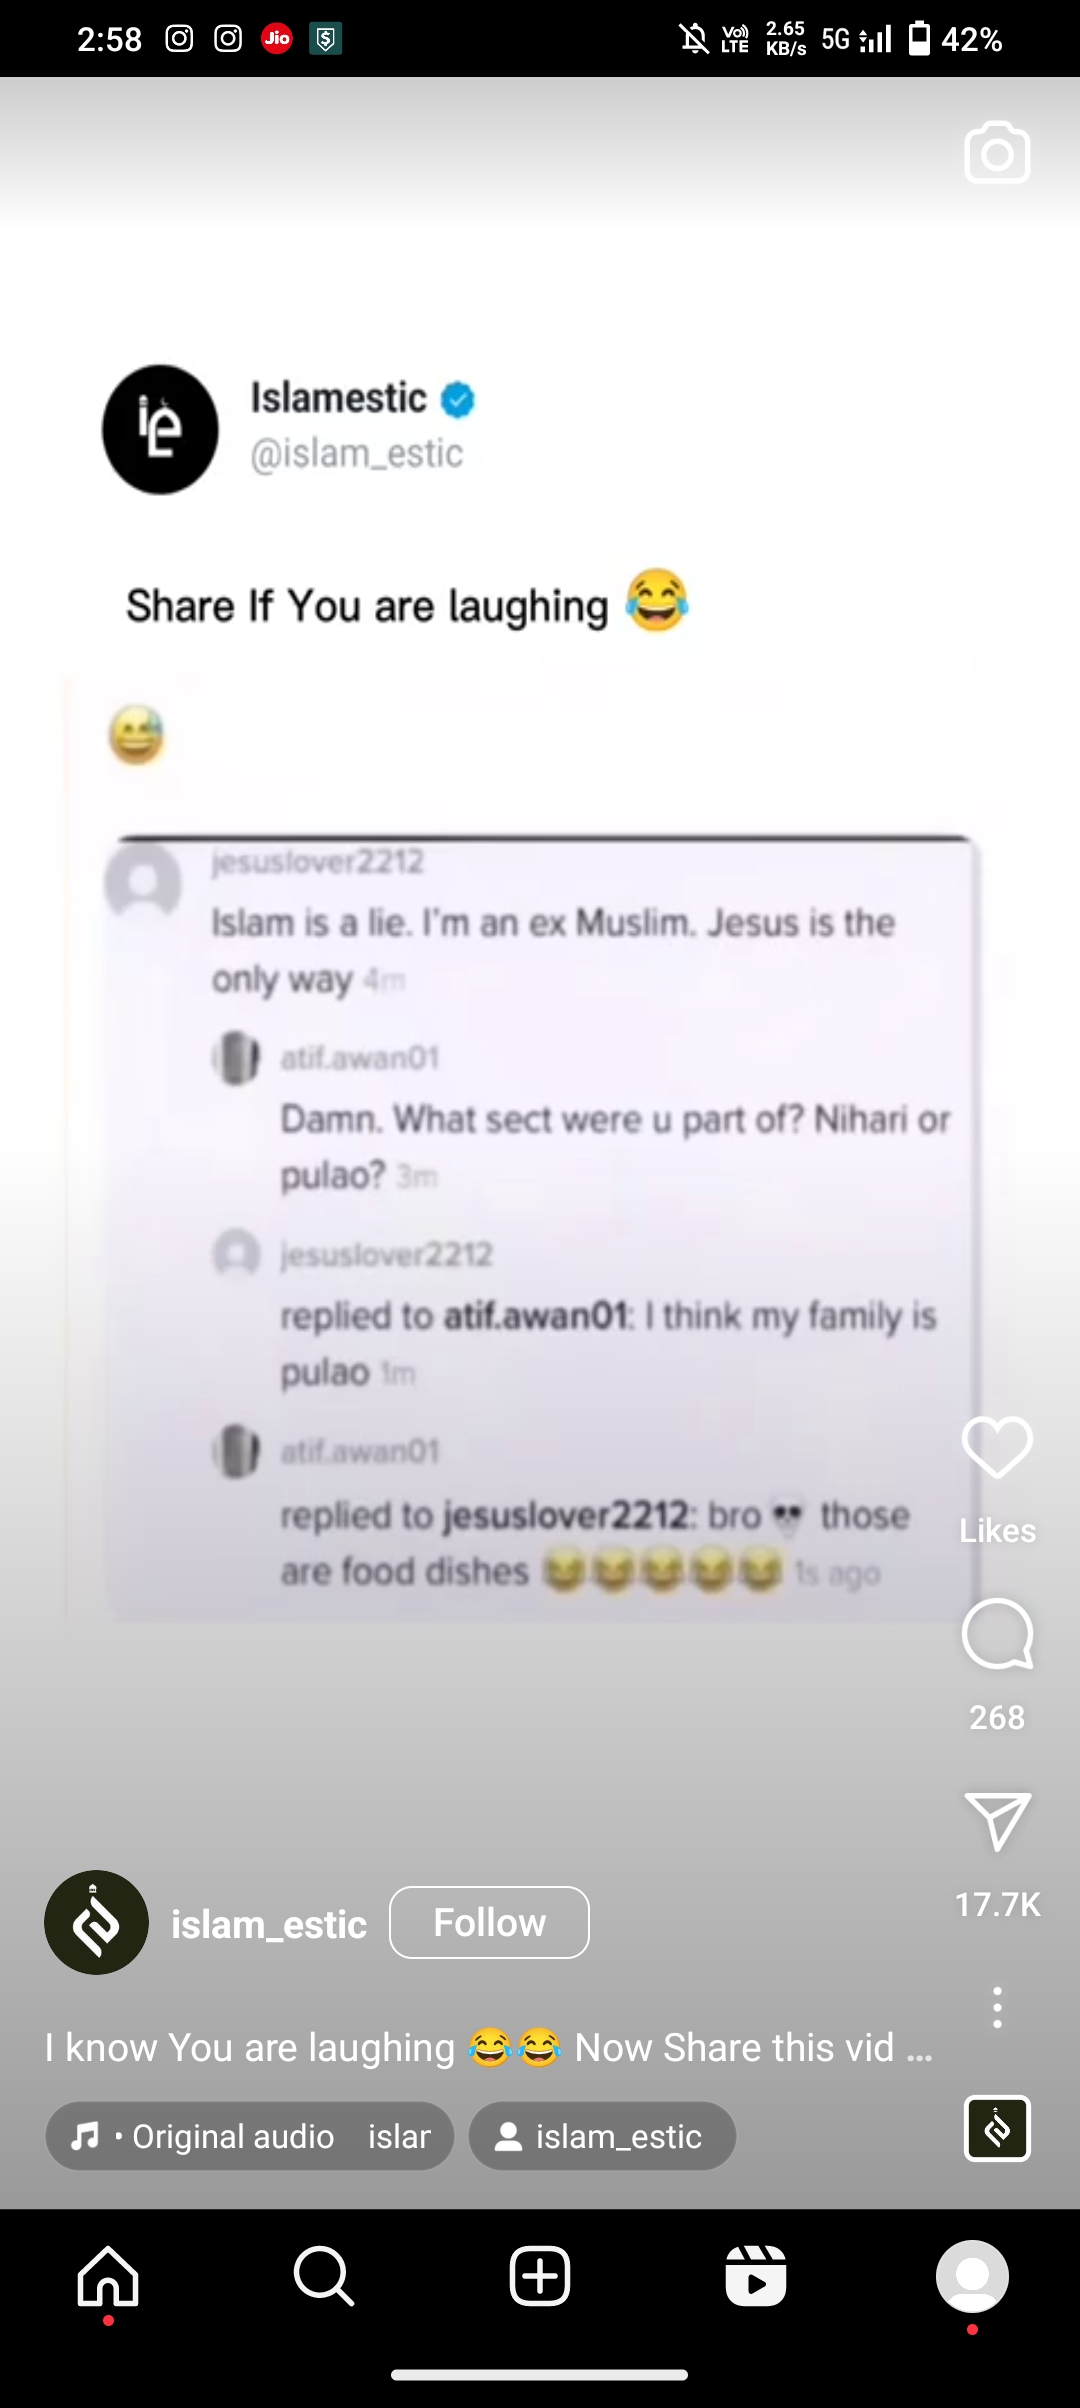 2:58 Jio Vo) LTE 2.65 KB/s 5G 42%
Islamestic
@islam_estic
Share If You are laughing 😂
😅
jesuslover2212
Islam is a lie. I'm an ex Muslim. Jesus is the
only way 4m
atif.awan01
Damn. What sect were u part of? Nihari or
pulao? 3m
jesuslover2212
replied to atif.awan01: I think my family is
pulao 1m
atif.awan01
replied to jesuslover2212: bro 💀 those
are food dishes 😂😂😂😂😂 1s ago
Likes
268
17.7K
islam_estic Follow
I know You are laughing 😂😂 Now Share this vid ...
• Original audio islar islam_estic